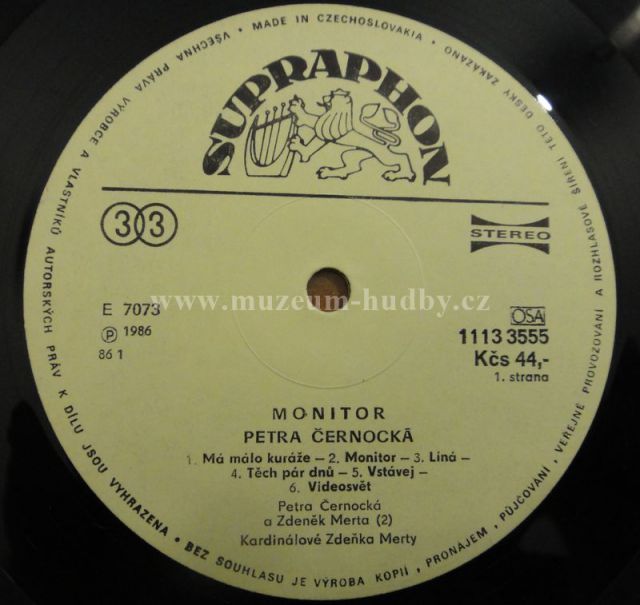 VŠECHNA PRÁVA VÝROBCE A VLASTNÍKŮ AUTORSKÝCH PRÁV K DÍLU JSOU VYHRAZENA • BEZ SOUHLASU JE VÝROBA KOPIÍ, PRONÁJEM, PŮJČOVÁNÍ, VEŘEJNÉ PROVOZOVÁNÍ A ROZHLASOVÉ ŠÍŘENÍ TÉTO DESKY ZAKÁZÁNO • MADE IN CZECHOSLOVAKIA •
SUPRAPHON
33
STEREO
www.muzeum-hudby.cz
E 7073
℗ 1986
86 1
OSA
1113 3555
Kčs 44,-
1. strana
MONITOR
PETRA ČERNOCKÁ
1. Má málo kuráže – 2. Monitor – 3. Líná –
4. Těch pár dnů – 5. Vstávej –
6. Videosvět
Petra Černocká
a Zdeněk Merta (2)
Kardinálové Zdeňka Merty